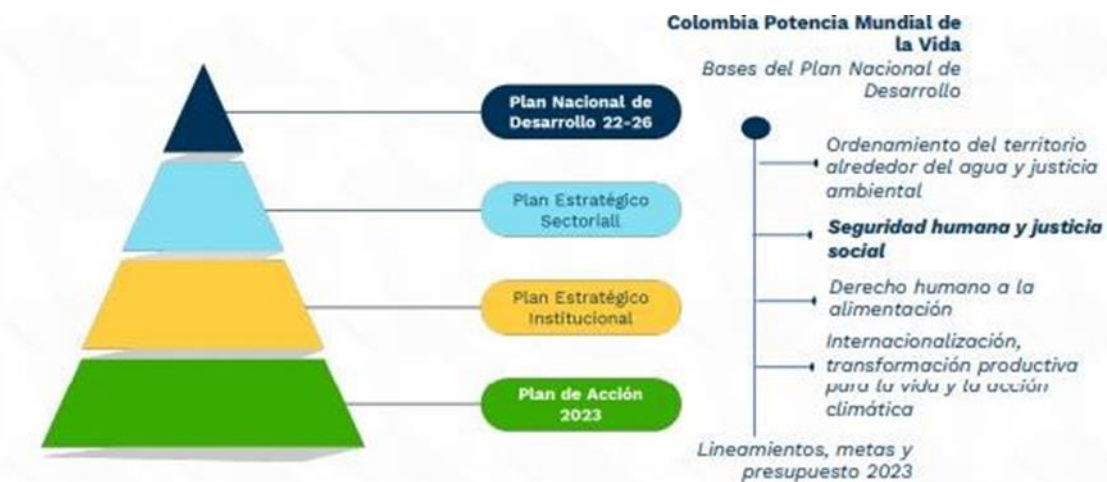 Plan Nacional de
Desarrollo 22-26
Plan Estratégico
Sectoriall
Plan Estratégico
Institucional
Plan de Acción
2023
Colombia Potencia Mundial de
la Vida
Bases del Plan Nacional de
Desarrollo
Ordenamiento del territorio
alrededor del agua y justicia
ambiental
Seguridad humana y justicia
social
Derecho humano a la
alimentación
Internacionalización,
transformación productiva
para la vida y la acción
climática
Lineamientos, metas y
presupuesto 2023